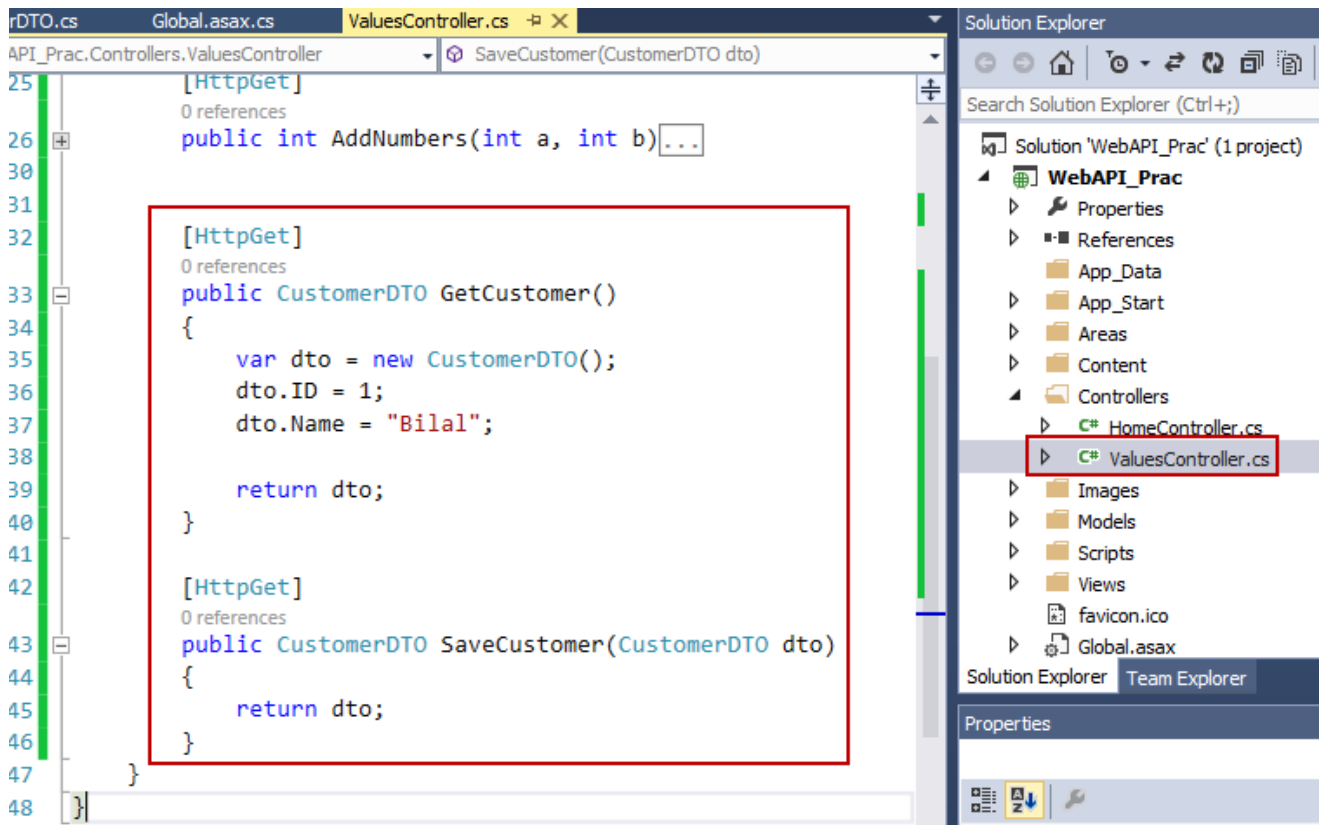 rDTO.cs
Global.asax.cs
ValuesController.cs
API_Prac.Controllers.ValuesController
SaveCustomer(CustomerDTO dto)
25 [HttpGet]
0 references
26 public int AddNumbers(int a, int b)...
30
31
32 [HttpGet]
0 references
33 public CustomerDTO GetCustomer()
34 {
35 var dto = new CustomerDTO();
36 dto.ID = 1;
37 dto.Name = "Bilal";
38
39 return dto;
40 }
41
42 [HttpGet]
0 references
43 public CustomerDTO SaveCustomer(CustomerDTO dto)
44 {
45 return dto;
46 }
47 }
48 }
Solution Explorer
Search Solution Explorer (Ctrl+;)
Solution 'WebAPI_Prac' (1 project)
WebAPI_Prac
Properties
References
App_Data
App_Start
Areas
Content
Controllers
C# HomeController.cs
C# ValuesController.cs
Images
Models
Scripts
Views
favicon.ico
Global.asax
Solution Explorer
Team Explorer
Properties